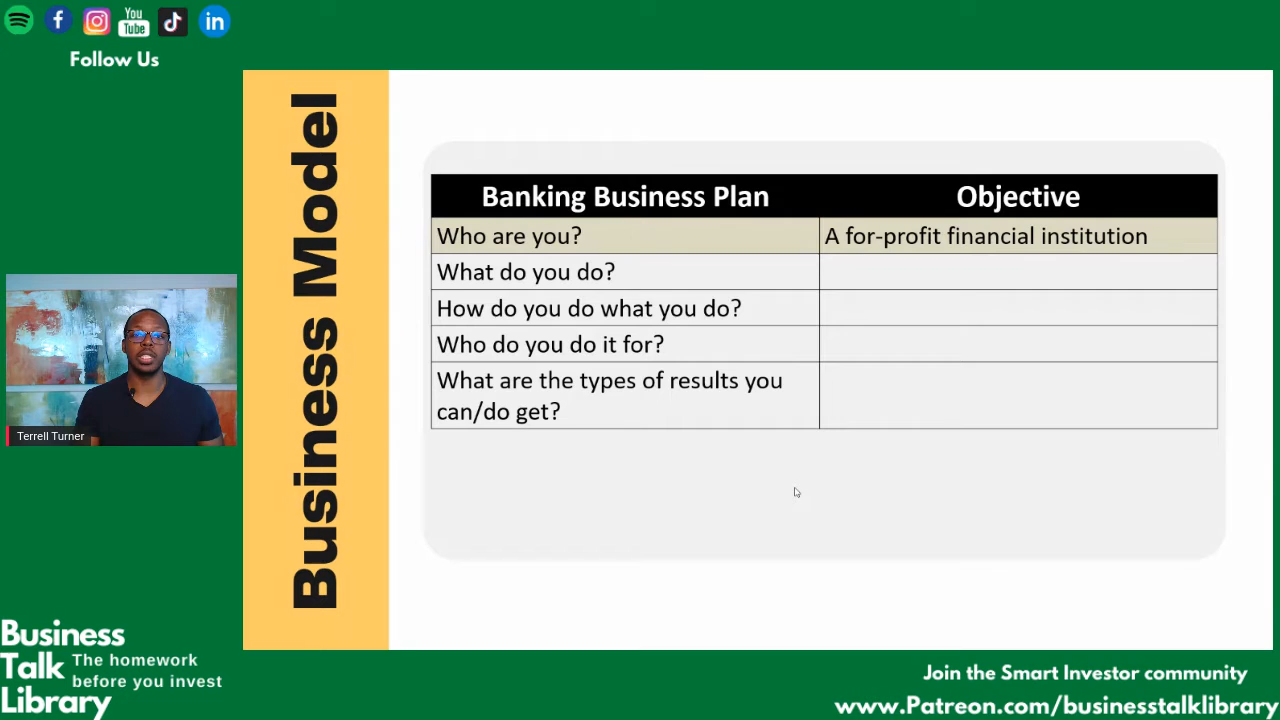 You
Tube
in
Follow Us
Business Model
Banking Business Plan
Objective
Who are you?
A for-profit financial institution
What do you do?
How do you do what you do?
Who do you do it for?
What are the types of results you
can/do get?
Terrell Turner
Business
Talk
Library
The homework
before you invest
Join the Smart Investor community
www.Patreon.com/businesstalklibrary